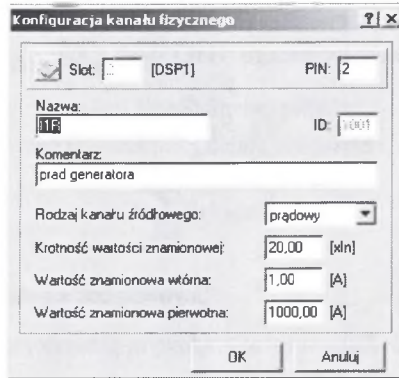 Konfiguracja kanału fizycznego ? ×
Slot: [DSP1] PIN: 2
Nazwa: ID:
Komentarz:
prad generatora
Rodzaj kanału źródłowego: prądowy
Krotność wartości znamionowej: 20,00 [xIn]
Wartość znamionowa wtórna: 1,00 [A]
Wartość znamionowa pierwotna: 1000,00 [A]
OK Anuluj